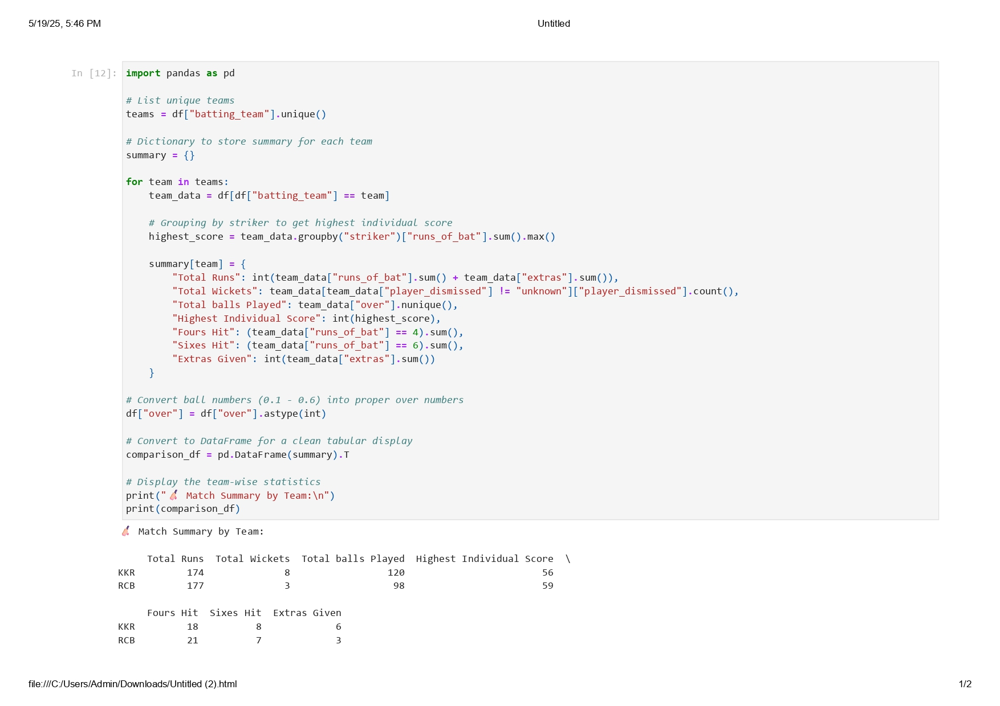 5/19/25, 5:46 PM Untitled
In [12]: import pandas as pd
# List unique teams
teams = df["batting_team"].unique()
# Dictionary to store summary for each team
summary = {}
for team in teams:
    team_data = df[df["batting_team"] == team]
    # Grouping by striker to get highest individual score
    highest_score = team_data.groupby("striker")["runs_of_bat"].sum().max()
    summary[team] = {
        "Total Runs": int(team_data["runs_of_bat"].sum() + team_data["extras"].sum()),
        "Total Wickets": team_data[team_data["player_dismissed"] != "unknown"]["player_dismissed"].count(),
        "Total balls Played": team_data["over"].nunique(),
        "Highest Individual Score": int(highest_score),
        "Fours Hit": (team_data["runs_of_bat"] == 4).sum(),
        "Sixes Hit": (team_data["runs_of_bat"] == 6).sum(),
        "Extras Given": int(team_data["extras"].sum())
    }
# Convert ball numbers (0.1 - 0.6) into proper over numbers
df["over"] = df["over"].astype(int)
# Convert to DataFrame for a clean tabular display
comparison_df = pd.DataFrame(summary).T
# Display the team-wise statistics
print(" Match Summary by Team:\n")
print(comparison_df)
Match Summary by Team:
Total Runs  Total Wickets  Total balls Played  Highest Individual Score  \
KKR 174 8 120 56
RCB 177 3 98 59
Fours Hit  Sixes Hit  Extras Given
KKR 18 8 6
RCB 21 7 3
file:///C:/Users/Admin/Downloads/Untitled (2).html 1/2